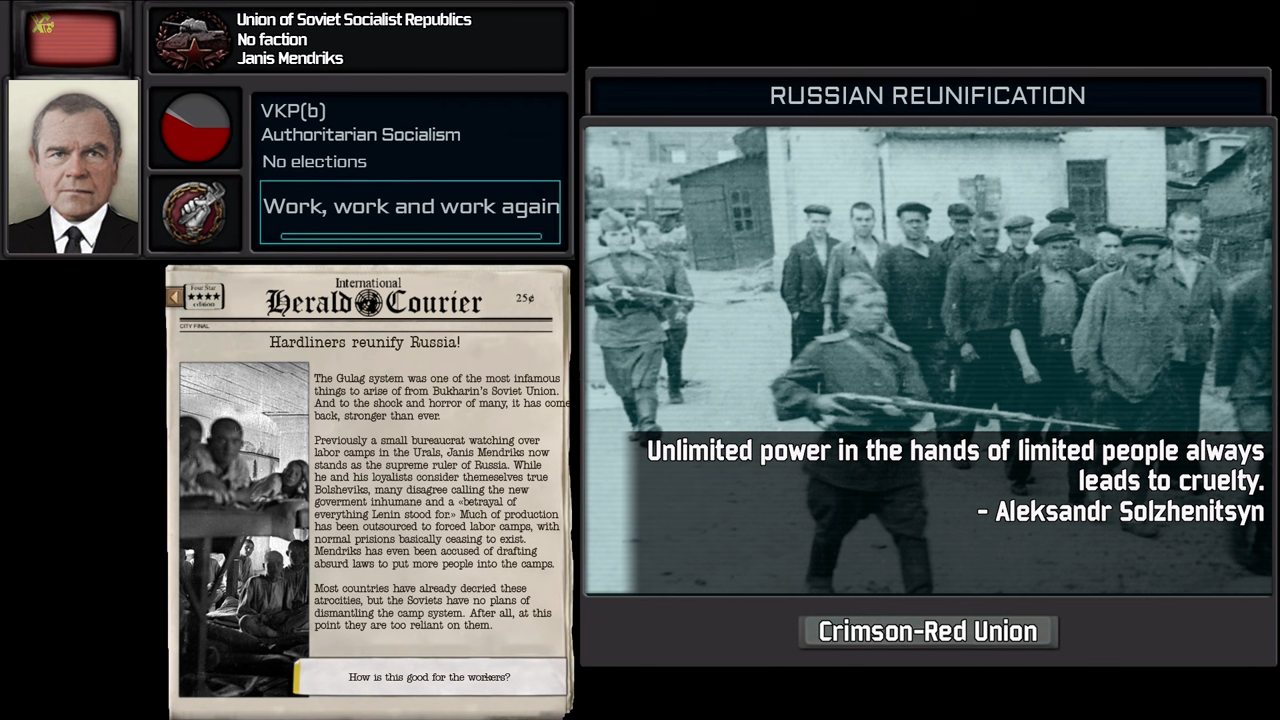 Union of Soviet Socialist Republics
No faction
Janis Mendriks
VKP(b)
Authoritarian Socialism
No elections
Work, work and work again
RUSSIAN REUNIFICATION
Four Star
★★★★
edition
International
Herald Courier
25¢
CITY FINAL
Hardliners reunify Russia!
The Gulag system was one of the most infamous
things to arise of from Bukharin's Soviet Union.
And to the shock and horror of many, it has come
back, stronger than ever.
Previously a small bureaucrat watching over
labor camps in the Urals, Janis Mendriks now
stands as the supreme ruler of Russia. While
he and his loyalists consider themeselves true
Bolsheviks, many disagree calling the new
goverment inhumane and a «betrayal of
everything Lenin stood for.» Much of production
has been outsourced to forced labor camps, with
normal prisions basically ceasing to exist.
Mendriks has even been accused of drafting
absurd laws to put more people into the camps.
Most countries have already decried these
atrocities, but the Soviets have no plans of
dismantling the camp system. After all, at this
point they are too reliant on them.
How is this good for the workers?
Unlimited power in the hands of limited people always
leads to cruelty.
- Aleksandr Solzhenitsyn
Crimson-Red Union